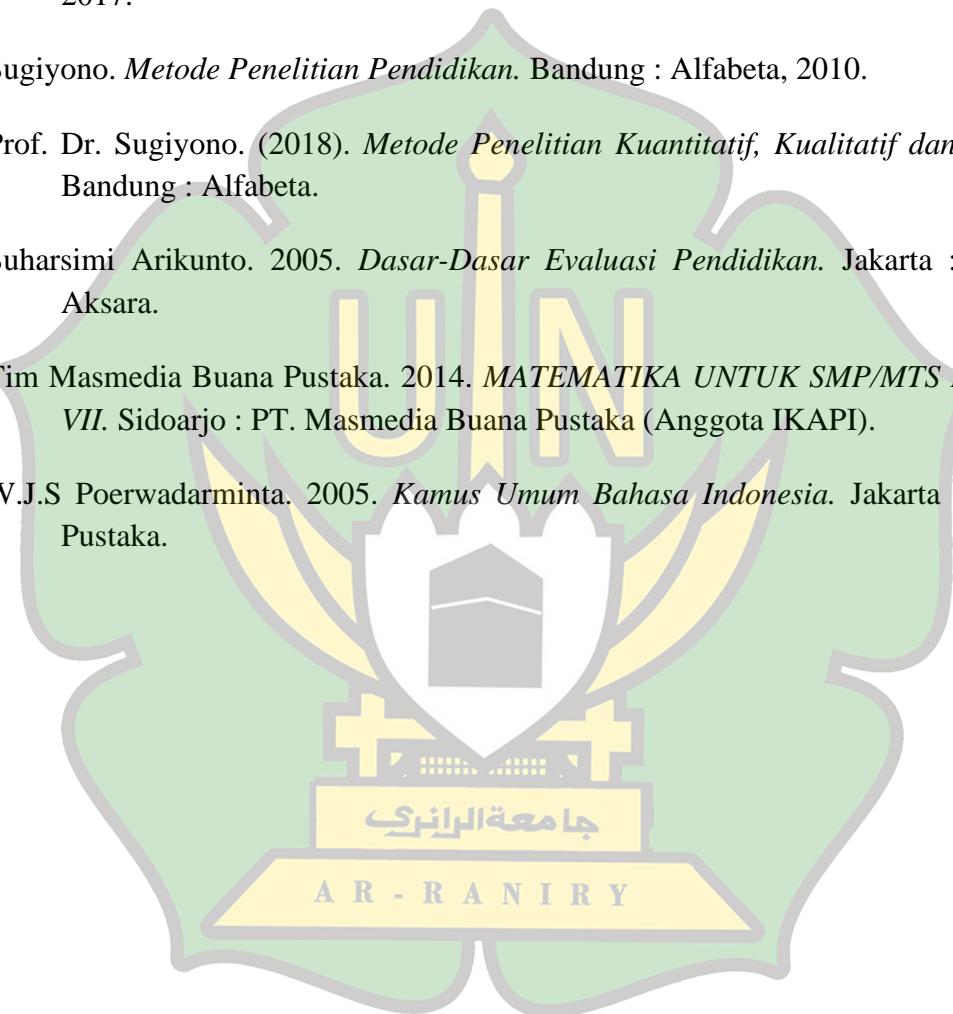 2017.
Sugiyono. Metode Penelitian Pendidikan. Bandung : Alfabeta, 2010.
Prof. Dr. Sugiyono. (2018). Metode Penelitian Kuantitatif, Kualitatif dan
Bandung : Alfabeta.
Suharsimi Arikunto. 2005. Dasar-Dasar Evaluasi Pendidikan. Jakarta :
Aksara.
Tim Masmedia Buana Pustaka. 2014. MATEMATIKA UNTUK SMP/MTS
VII. Sidoarjo : PT. Masmedia Buana Pustaka (Anggota IKAPI).
W.J.S Poerwadarminta. 2005. Kamus Umum Bahasa Indonesia. Jakarta
Pustaka.
UIN
جامعةالرانري
AR-RANIRY